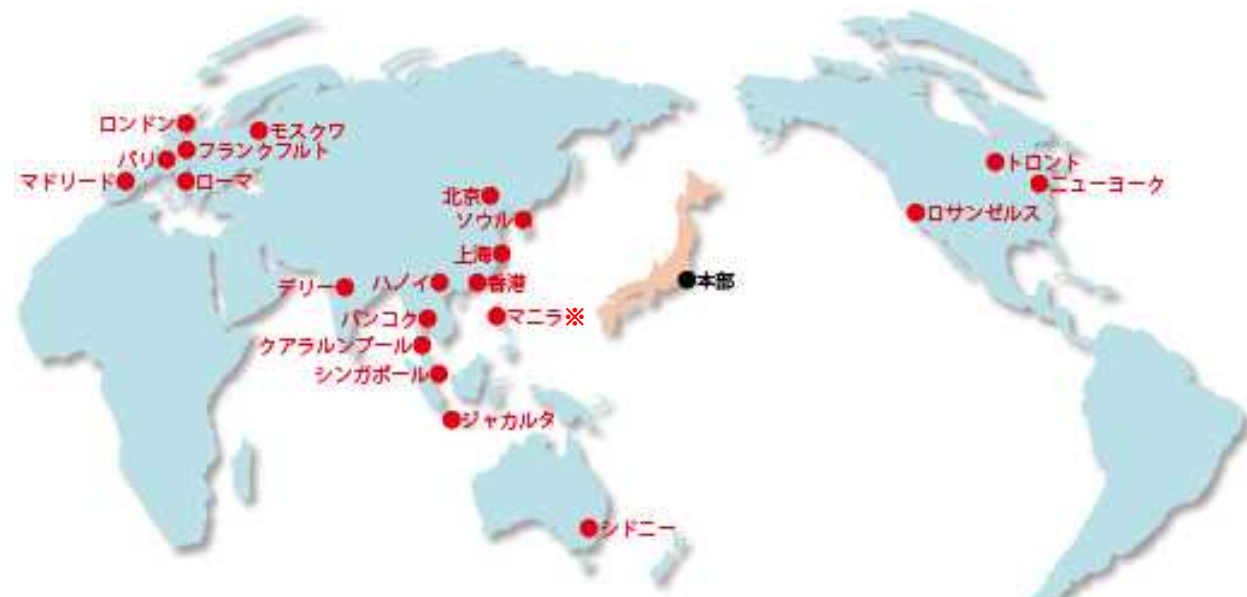 ロンドン
モスクワ
フランクフルト
パリ
マドリード
ローマ
北京
ソウル
上海
デリー
ハノイ
香港
バンコク
マニラ※
クアラルンプール
シンガポール
ジャカルタ
シドニー
本部
トロント
ニューヨーク
ロサンゼルス